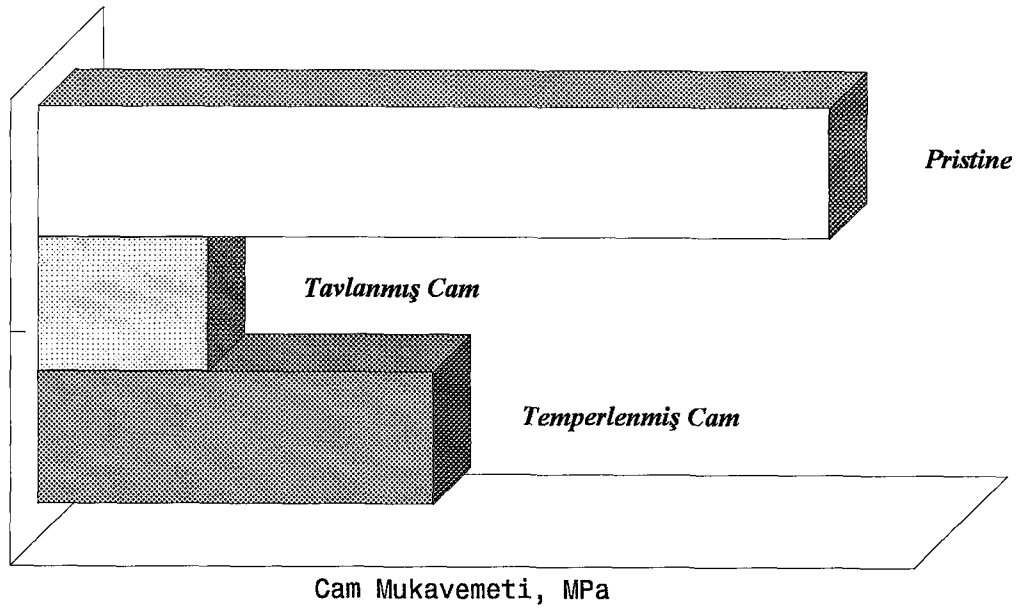 Pristine
Tavlanmış Cam
Temperlenmiş Cam
Cam Mukavemeti, MPa